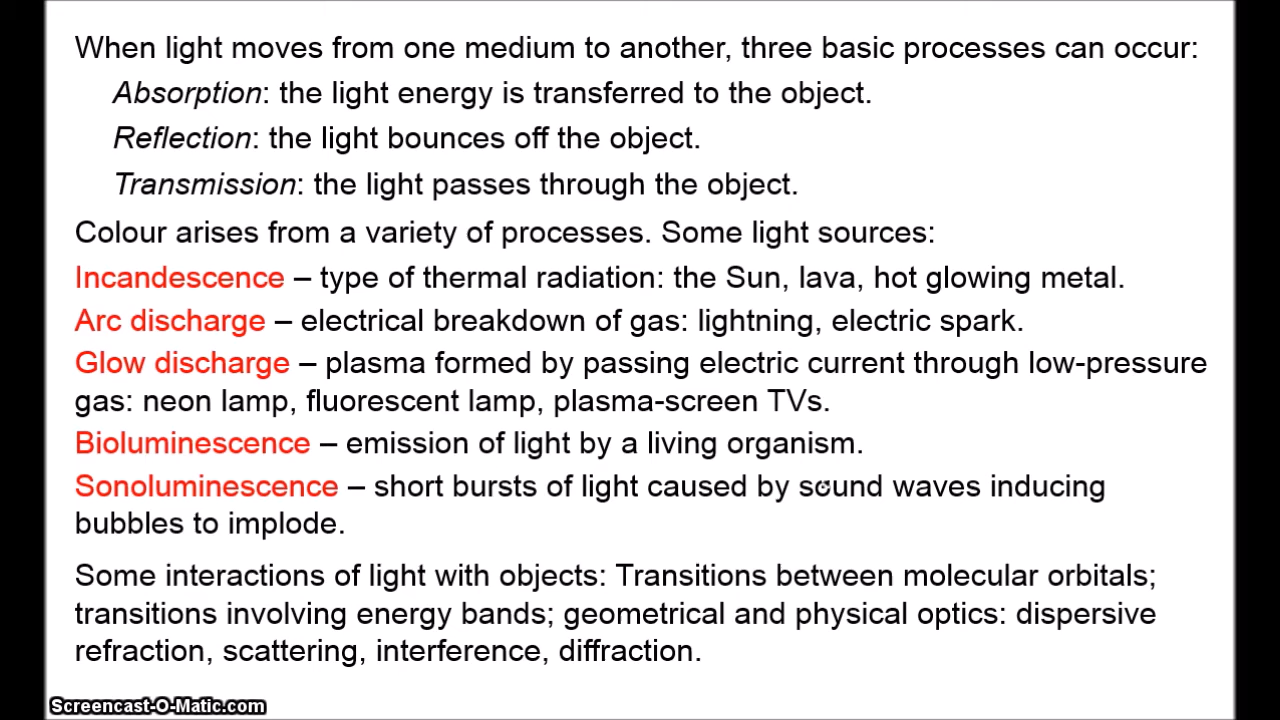 When light moves from one medium to another, three basic processes can occur:
Absorption: the light energy is transferred to the object.
Reflection: the light bounces off the object.
Transmission: the light passes through the object.
Colour arises from a variety of processes. Some light sources:
Incandescence – type of thermal radiation: the Sun, lava, hot glowing metal.
Arc discharge – electrical breakdown of gas: lightning, electric spark.
Glow discharge – plasma formed by passing electric current through low-pressure
gas: neon lamp, fluorescent lamp, plasma-screen TVs.
Bioluminescence – emission of light by a living organism.
Sonoluminescence – short bursts of light caused by sound waves inducing
bubbles to implode.
Some interactions of light with objects: Transitions between molecular orbitals;
transitions involving energy bands; geometrical and physical optics: dispersive
refraction, scattering, interference, diffraction.
Screencast-O-Matic.com